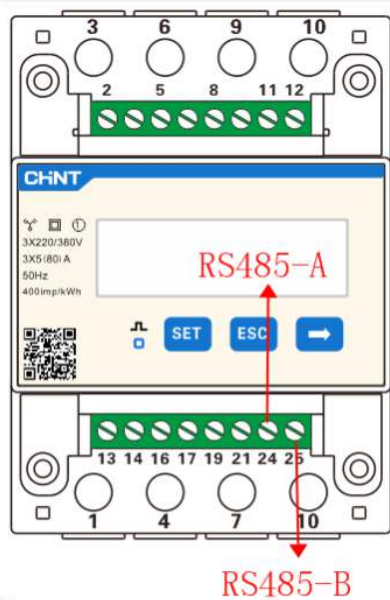 3 6 9 10
2 5 8 11 12
CHNT
3X220/380V
3X5(80)A
50Hz
400imp/kWh
RS485-A
SET ESC
13 14 16 17 19 21 24 25
1 4 7 10
RS485-B